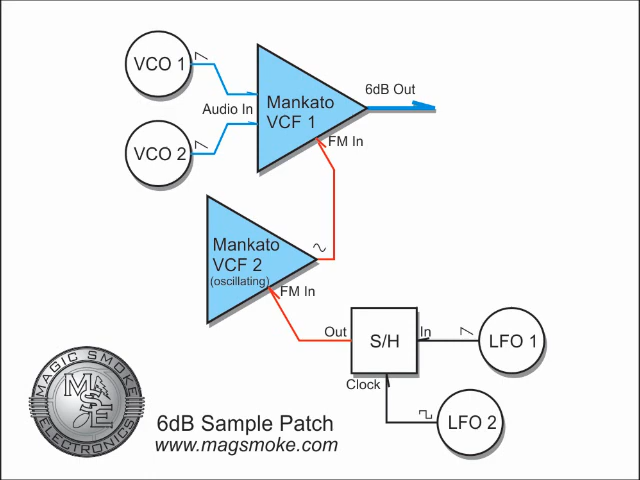 VCO 1
6dB Out
Audio In
Mankato
VCF 1
FM In
VCO 2
Mankato
VCF 2
(oscillating)
FM In
Out
S/H
In
LFO 1
Clock
LFO 2
MAGIC SMOKE
MSE
ELECTRONICS
6dB Sample Patch
www.magsmoke.com